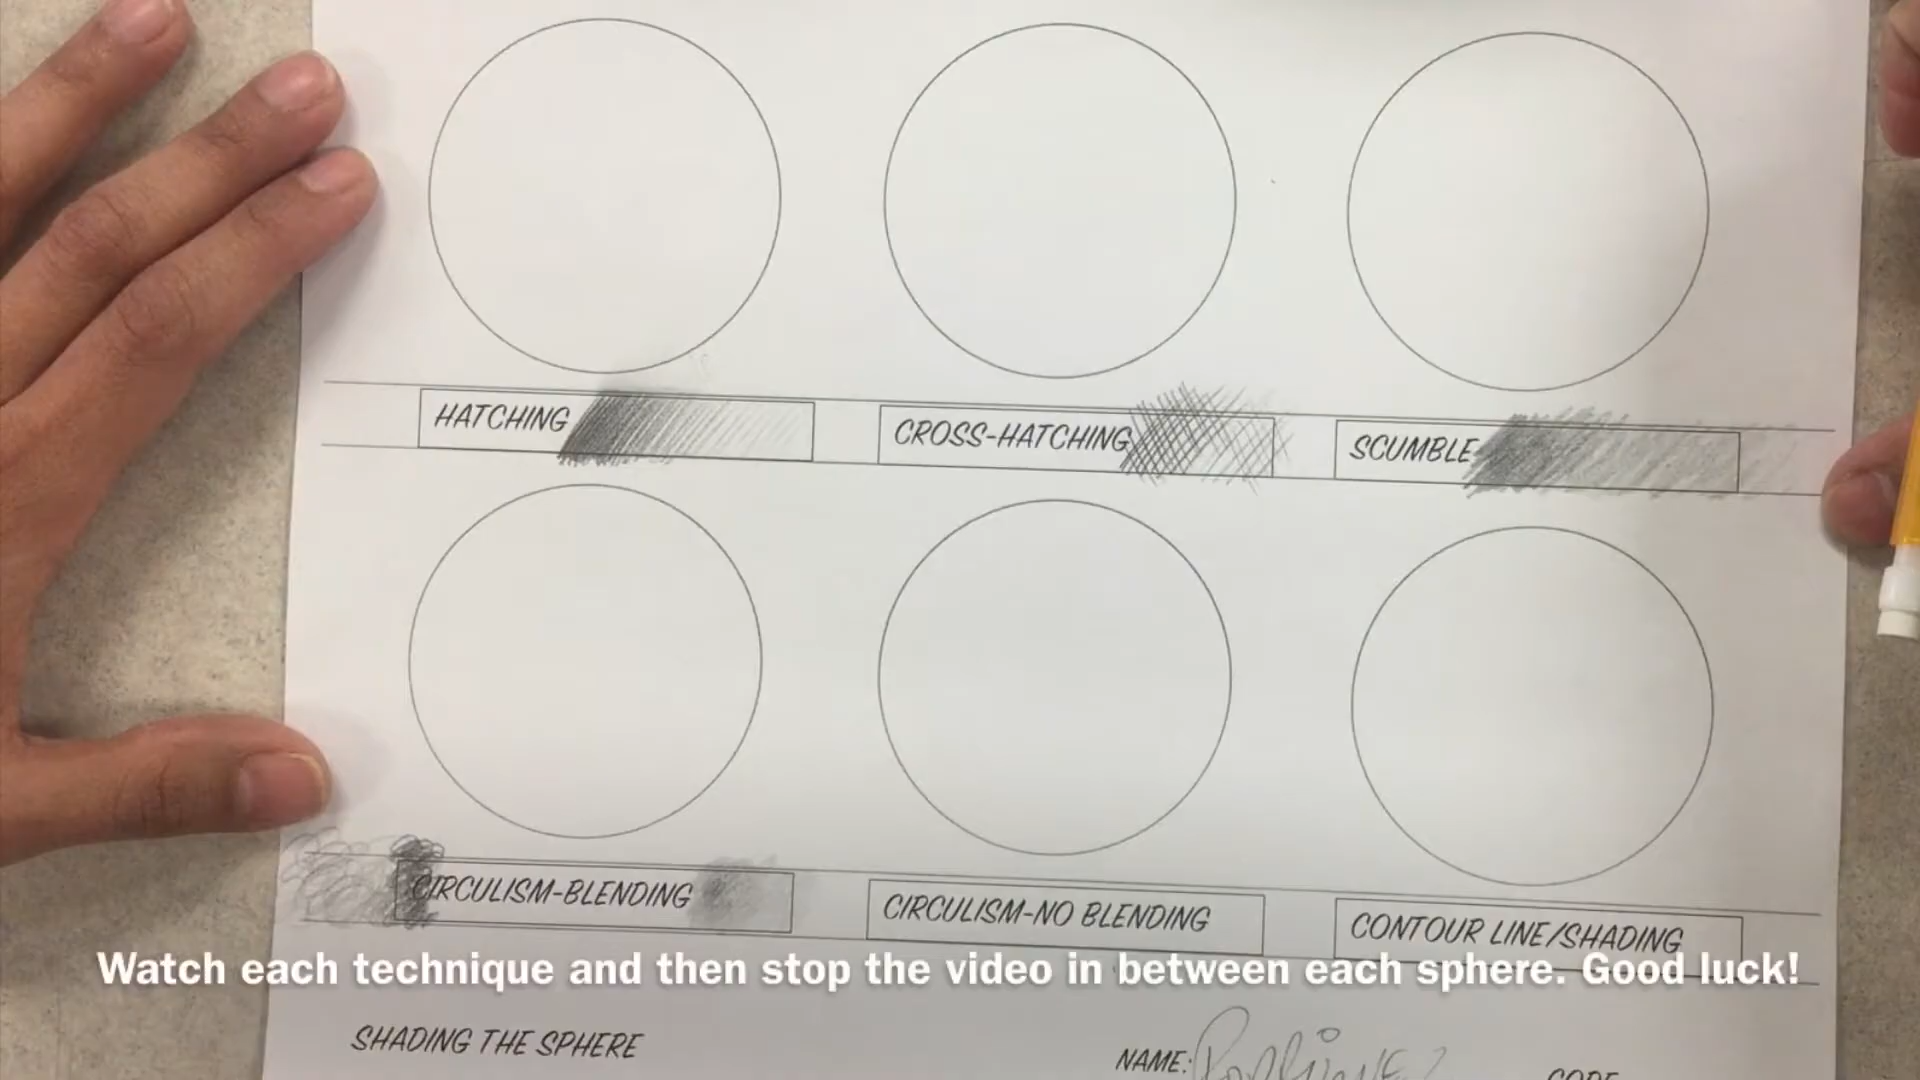 HATCHING
CROSS-HATCHING
SCUMBLE
CIRCULISM-BLENDING
CIRCULISM-NO BLENDING
CONTOUR LINE/SHADING
Watch each technique and then stop the video in between each sphere. Good luck!
SHADING THE SPHERE
NAME:
CODE